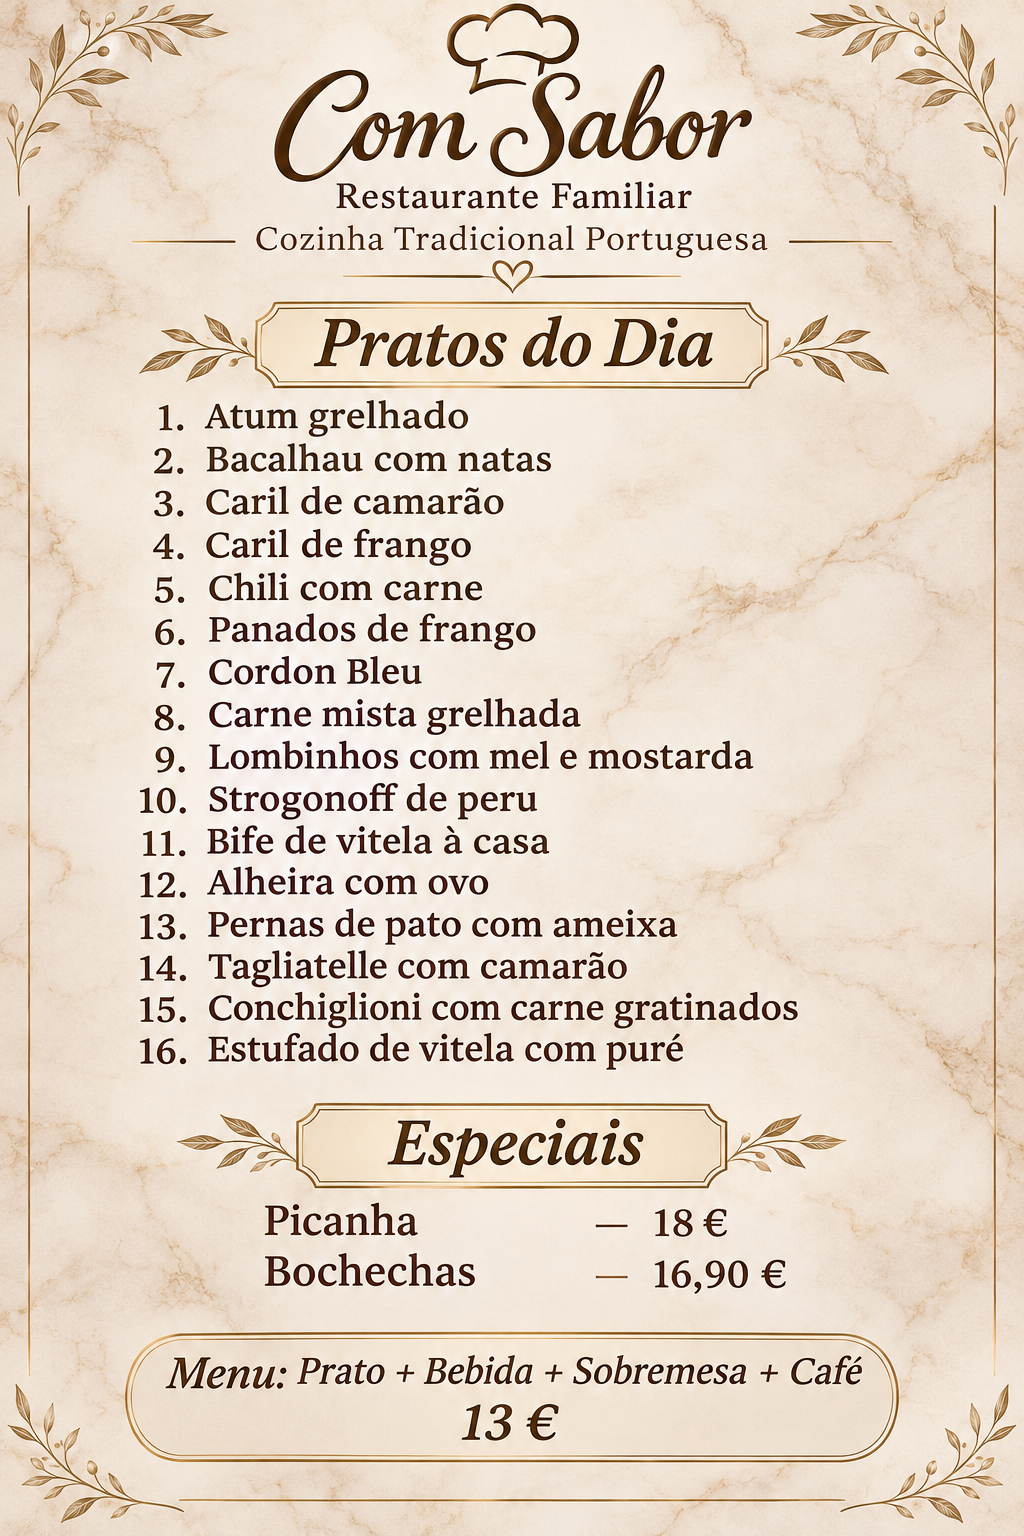 Com Sabor
Restaurante Familiar
Cozinha Tradicional Portuguesa
Pratos do Dia
1. Atum grelhado
2. Bacalhau com natas
3. Caril de camarão
4. Caril de frango
5. Chili com carne
6. Panados de frango
7. Cordon Bleu
8. Carne mista grelhada
9. Lombinhos com mel e mostarda
10. Strogonoff de peru
11. Bife de vitela à casa
12. Alheira com ovo
13. Pernas de pato com ameixa
14. Tagliatelle com camarão
15. Conchiglioni com carne gratinados
16. Estufado de vitela com puré
Especiais
Picanha — 18 €
Bochechas — 16,90 €
Menu: Prato + Bebida + Sobremesa + Café
13 €